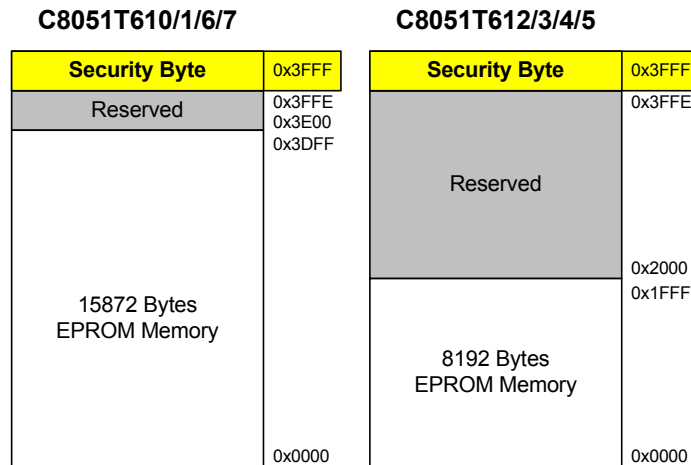 C8051T610/1/6/7
Security Byte
0x3FFF
Reserved
0x3FFE
0x3E00
0x3DFF
15872 Bytes
EPROM Memory
0x0000
C8051T612/3/4/5
Security Byte
0x3FFF
0x3FFE
Reserved
0x2000
0x1FFF
8192 Bytes
EPROM Memory
0x0000